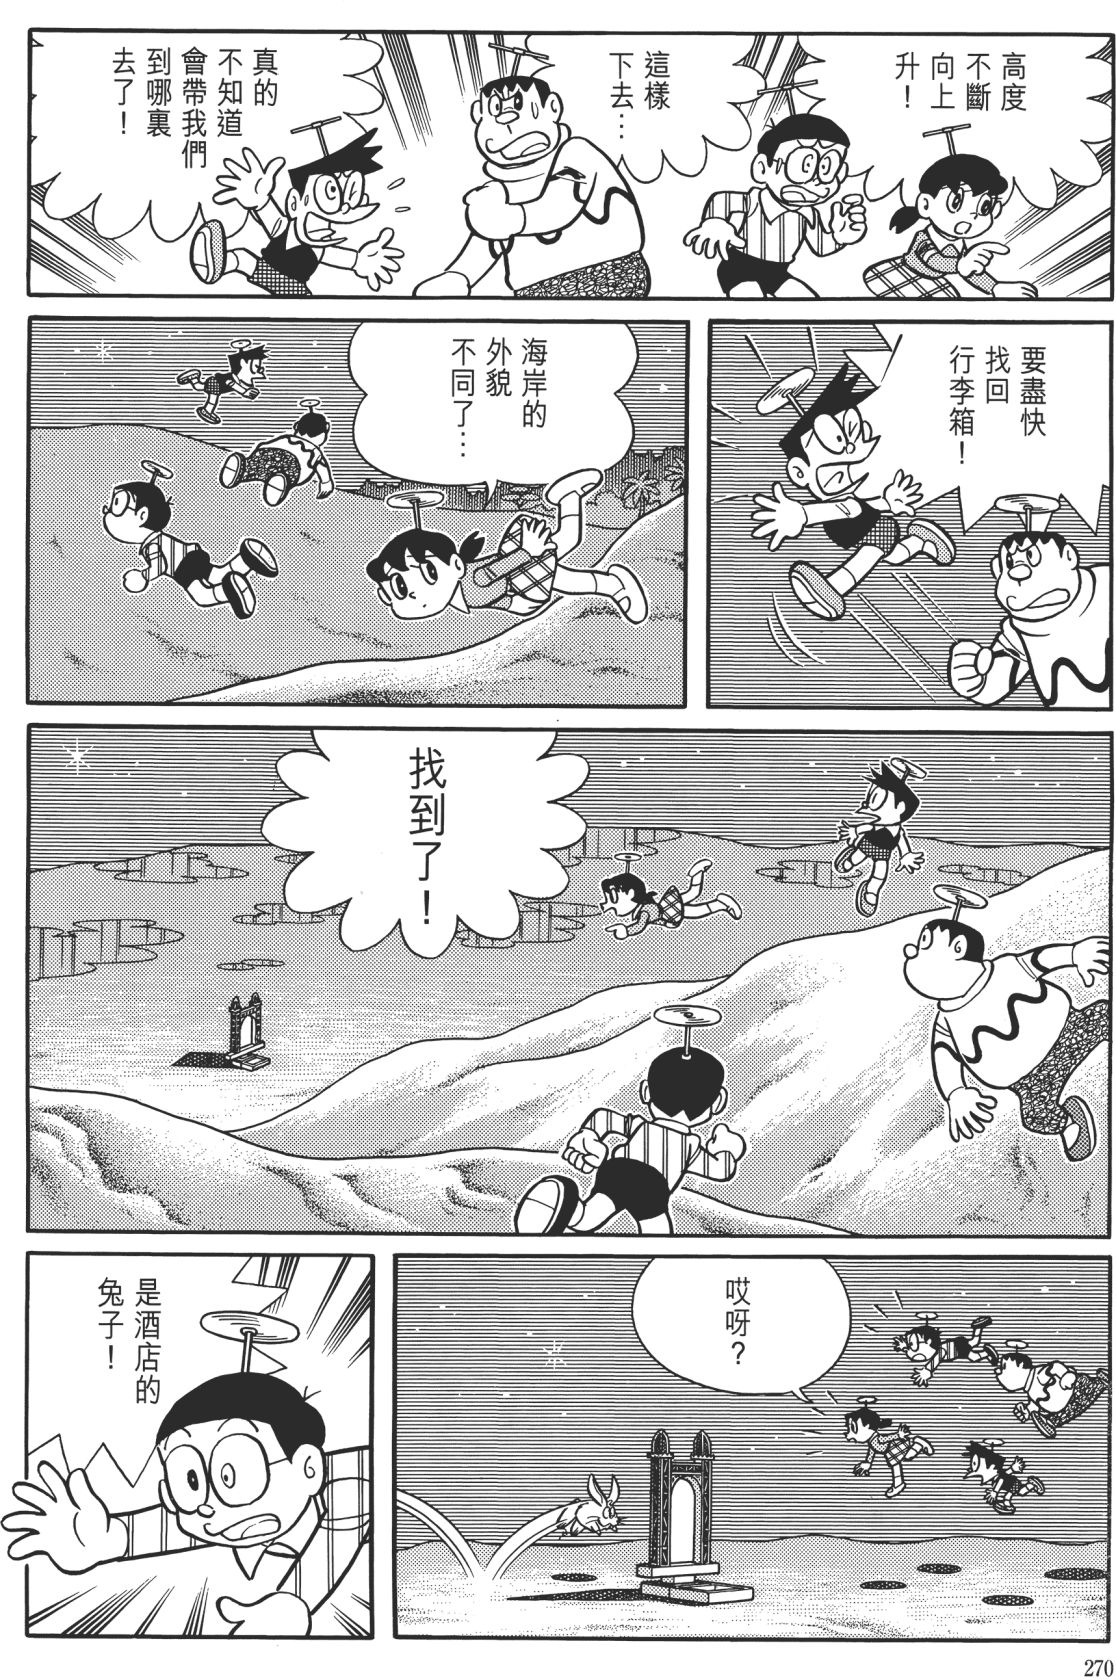 高度
不斷
向上
升！
這樣
下去…
真的
不知道
會帶我們
到哪裏
去了！
要盡快
找回
行李箱！
海岸的
外貌
不同了…
找到了！
哎呀？
是酒店的
兔子！
270